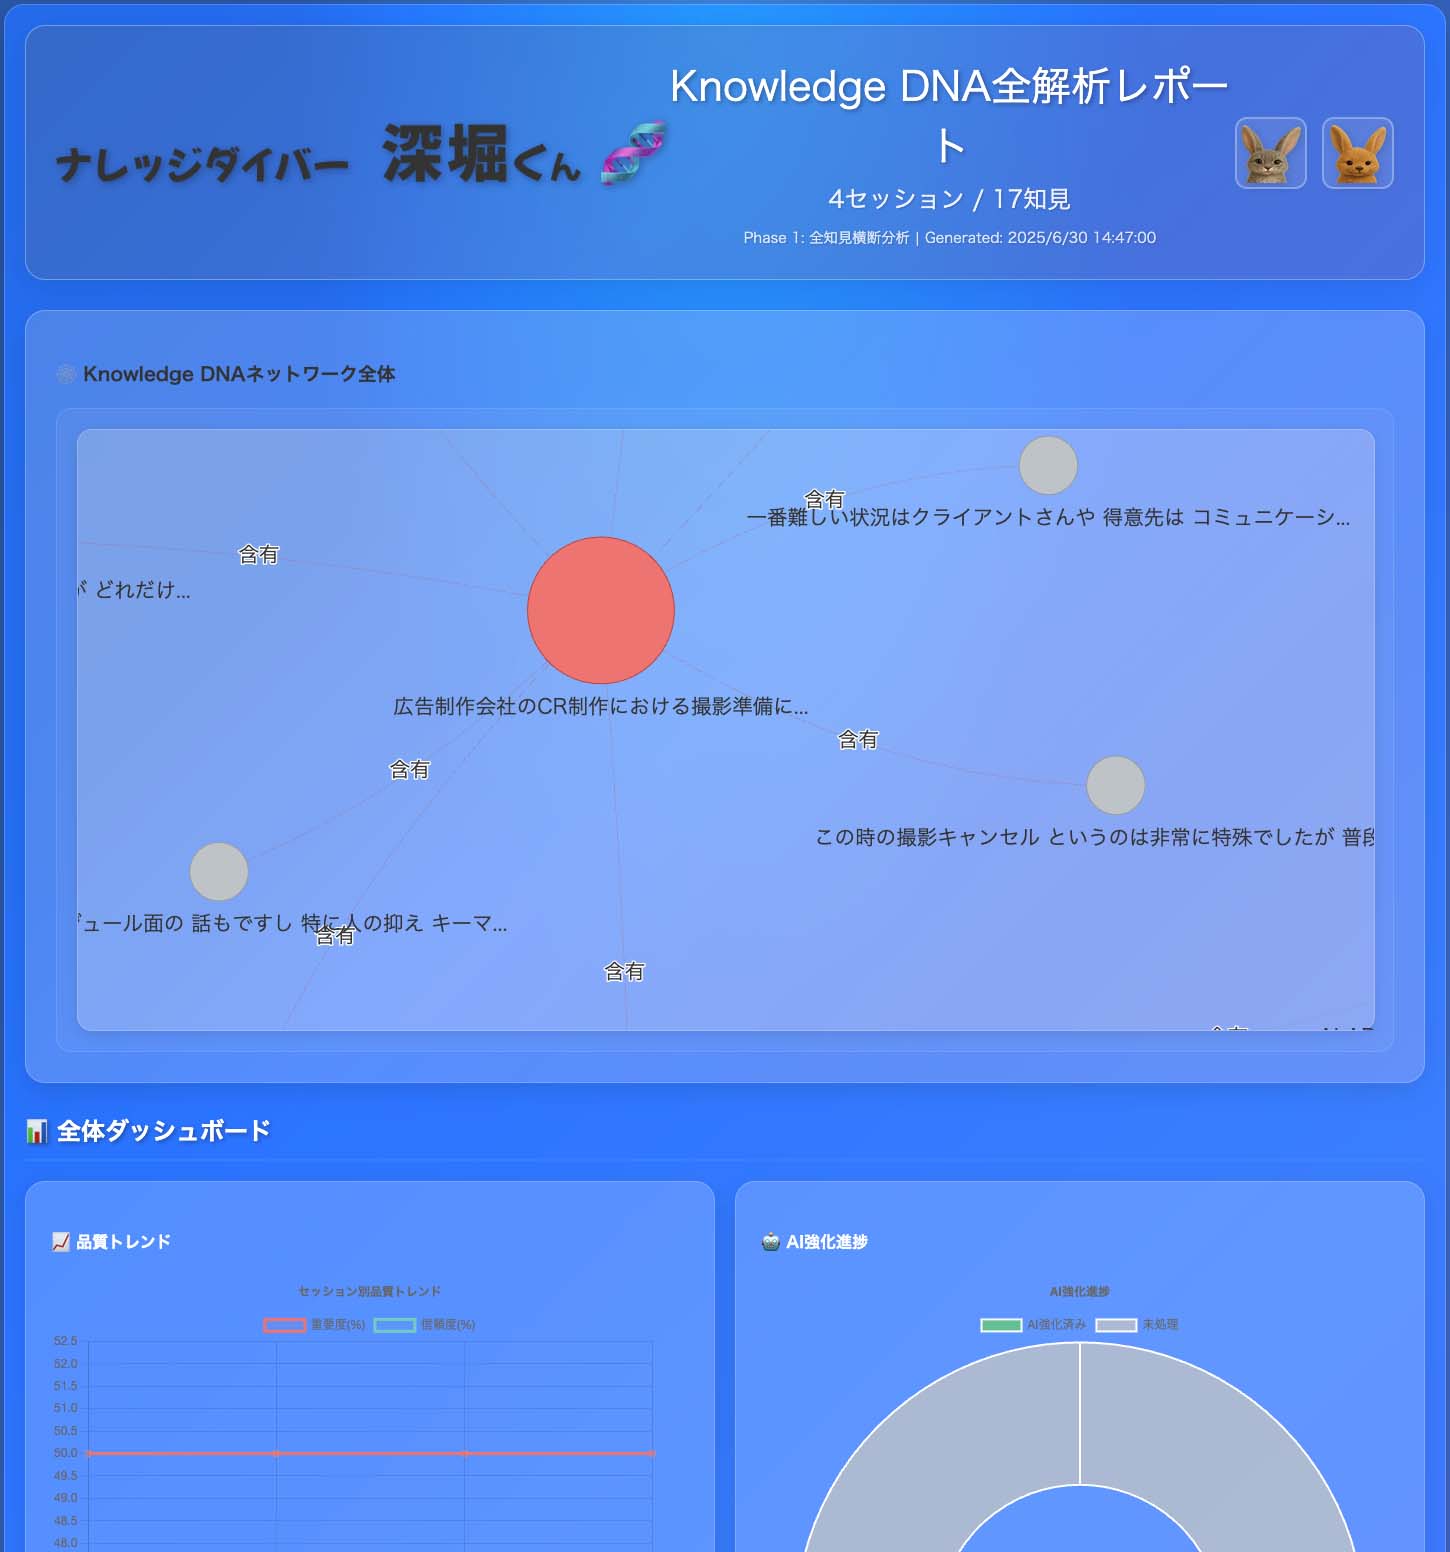 ナレッジダイバー 深堀くん
Knowledge DNA全解析レポー
ト
4セッション / 17知見
Phase 1: 全知見横断分析 | Generated: 2025/6/30 14:47:00
Knowledge DNAネットワーク全体
含有
一番難しい状況はクライアントさんや 得意先は コミュニケーシ...
含有
どれだけ...
広告制作会社のCR制作における撮影準備に...
含有
含有
この時の撮影キャンセル というのは非常に特殊でしたが 普段
ュール面の 話もですし 特に人の抑え キーマ...
含有
含有
含有
全体ダッシュボード
品質トレンド
セッション別品質トレンド
重要度(%) 信頼度(%)
52.5
52.0
51.5
51.0
50.5
50.0
49.5
49.0
48.5
48.0
AI強化進捗
AI強化進捗
AI強化済み 未処理